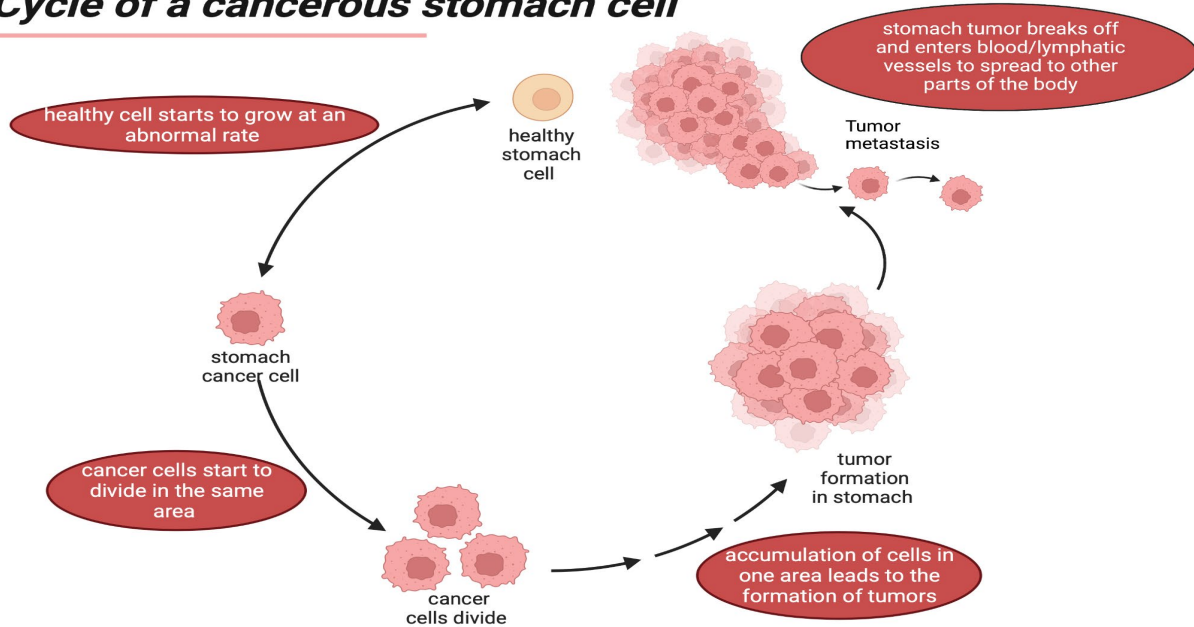 Cycle of a cancerous stomach cell
healthy cell starts to grow at an
abnormal rate
healthy
stomach
cell
stomach tumor breaks off
and enters blood/lymphatic
vessels to spread to other
parts of the body
Tumor
metastasis
stomach
cancer cell
cancer cells start to
divide in the same
area
cancer
cells divide
tumor
formation
in stomach
accumulation of cells in
one area leads to the
formation of tumors